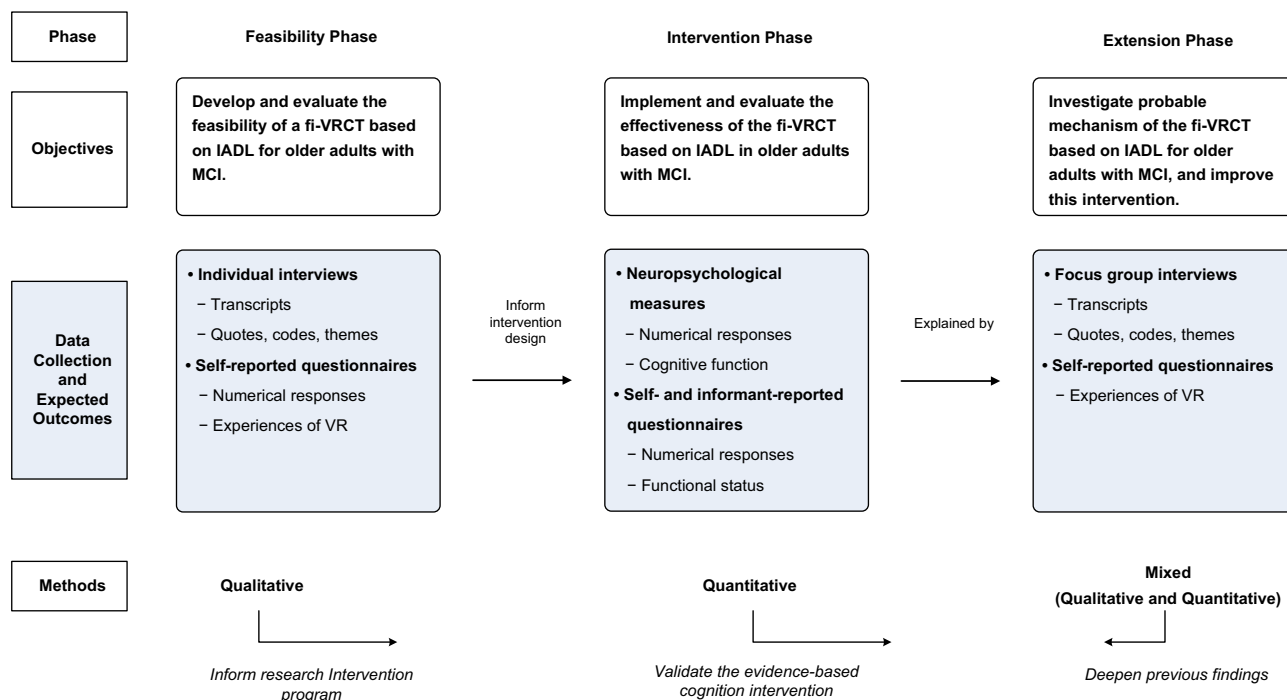 Phase
Feasibility Phase
Intervention Phase
Extension Phase
Objectives
Develop and evaluate the
feasibility of a fi-VRCT based
on IADL for older adults with
MCI.
Implement and evaluate the
effectiveness of the fi-VRCT
based on IADL in older adults
with MCI.
Investigate probable
mechanism of the fi-VRCT
based on IADL for older
adults with MCI, and improve
this intervention.
Data
Collection
and
Expected
Outcomes
• Individual interviews
− Transcripts
− Quotes, codes, themes
• Self-reported questionnaires
− Numerical responses
− Experiences of VR
Inform
intervention
design
• Neuropsychological
measures
− Numerical responses
− Cognitive function
• Self- and informant-reported
questionnaires
− Numerical responses
− Functional status
Explained by
• Focus group interviews
− Transcripts
− Quotes, codes, themes
• Self-reported questionnaires
− Experiences of VR
Methods
Qualitative
Quantitative
Mixed
(Qualitative and Quantitative)
Inform research Intervention
program
Validate the evidence-based
cognition intervention
Deepen previous findings